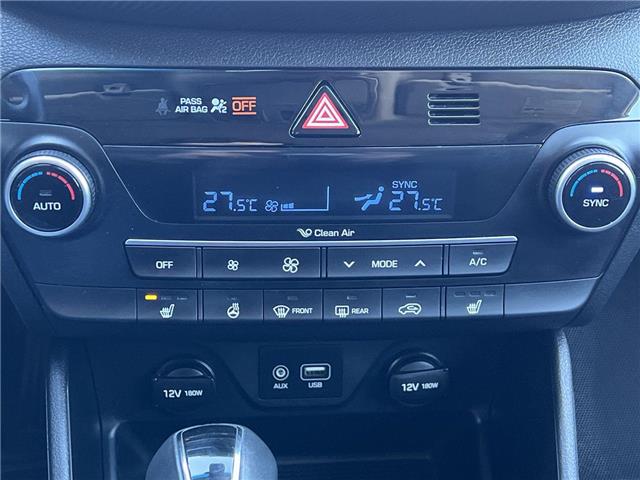 PASS
AIR BAG 2 OFF
SYNC
27.5°C 27.5°C
AUTO
SYNC
Clean Air
OFF MODE A/C
FRONT REAR
12V 180W AUX USB 12V 180W